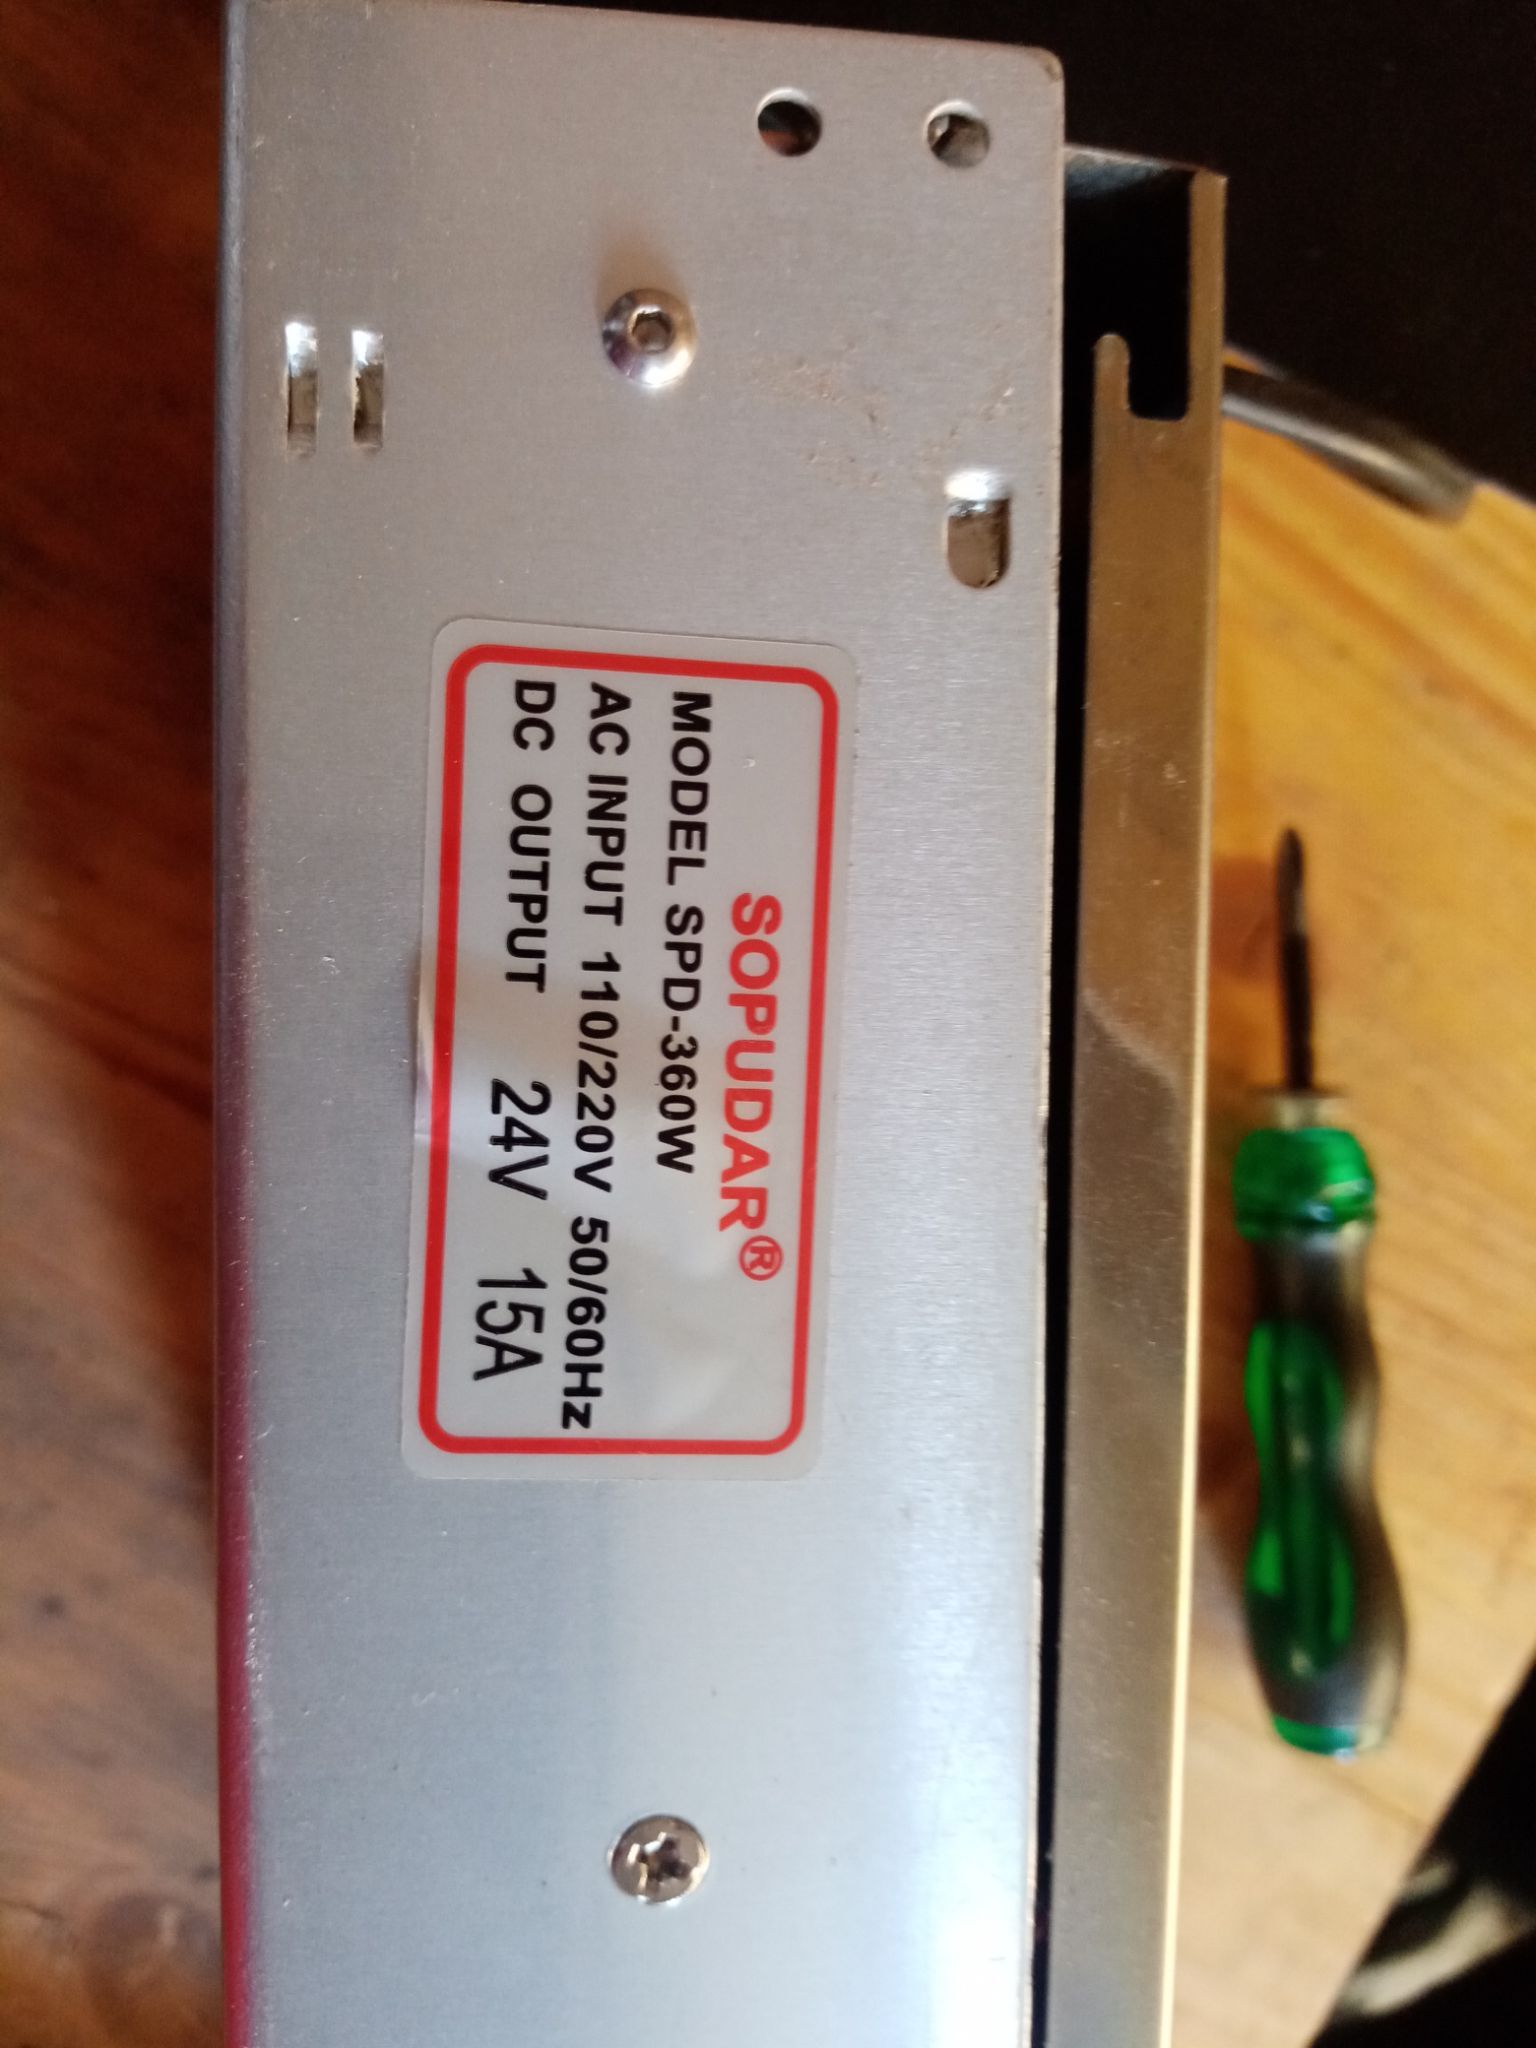 SOPUDAR®
MODEL SPD-360W
AC INPUT 110/220V 50/60Hz
DC OUTPUT 24V 15A